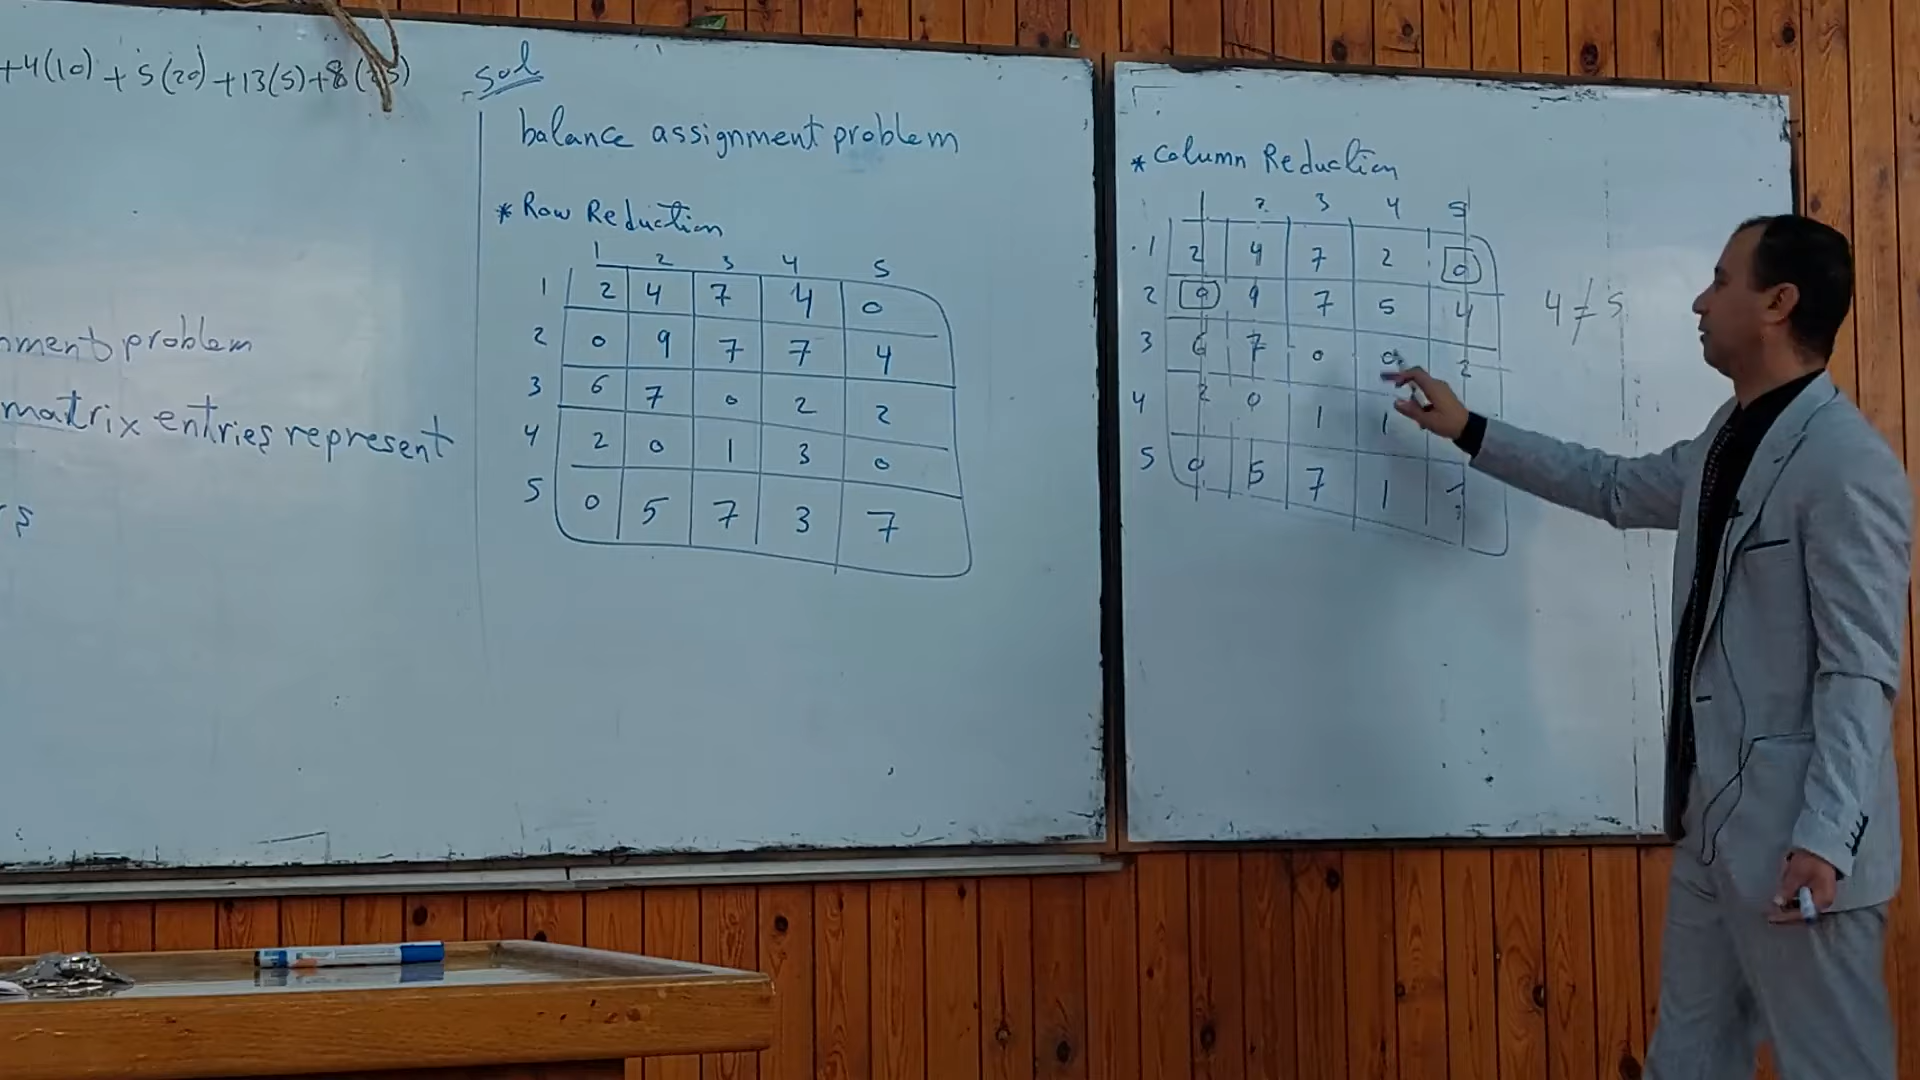 +4(10) + 5(20) + 13(5) + 8(
nment problem
matrix entries represent
rs
Sol
balance assignment problem
* Row Reduction
1 2 3 4 5
1 2 4 7 4 0
2 0 9 7 7 4
3 6 7 0 2 2
4 2 0 1 3 0
5 0 5 7 3 7
* Column Reduction
1 2 3 4 5
1 2 4 7 2 0
2 0 9 7 5 4
3 6 7 0 0 2
4 2 0 1 1
5 0 5 7 1 7
4 ≠ 5